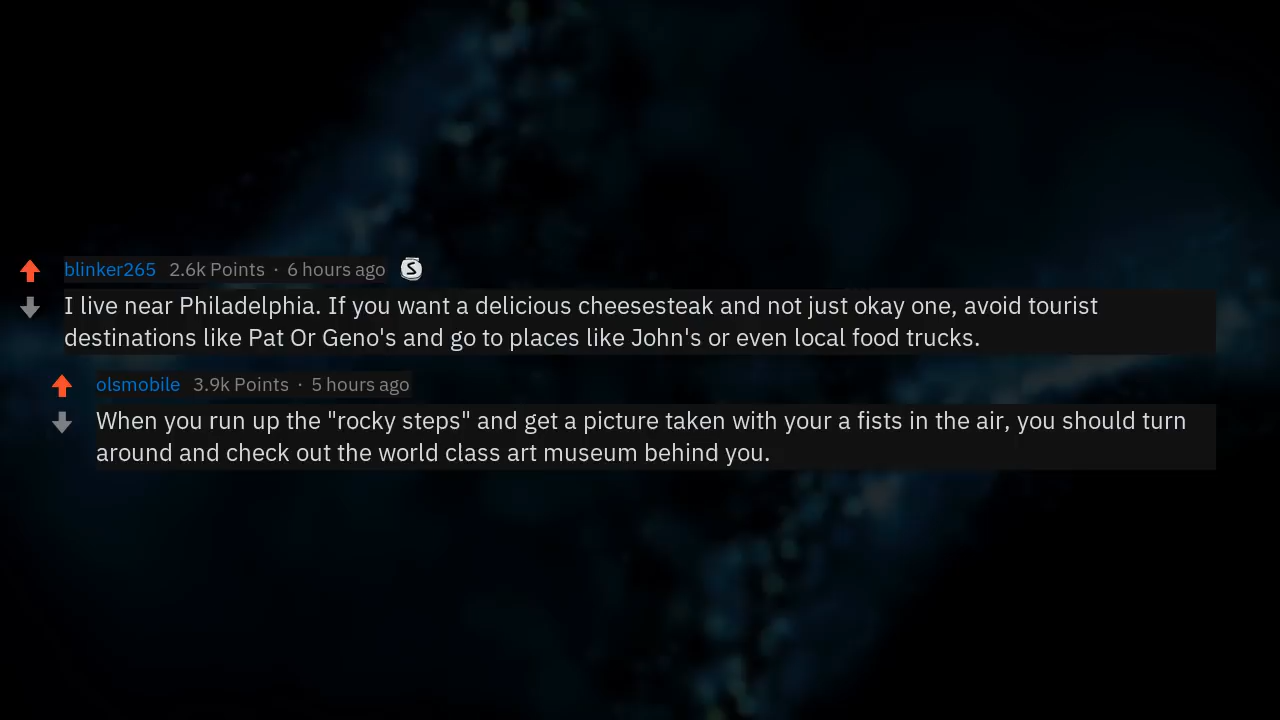 blinker265 2.6k Points · 6 hours ago S
I live near Philadelphia. If you want a delicious cheesesteak and not just okay one, avoid tourist
destinations like Pat Or Geno's and go to places like John's or even local food trucks.
olsmobile 3.9k Points · 5 hours ago
When you run up the "rocky steps" and get a picture taken with your a fists in the air, you should turn
around and check out the world class art museum behind you.